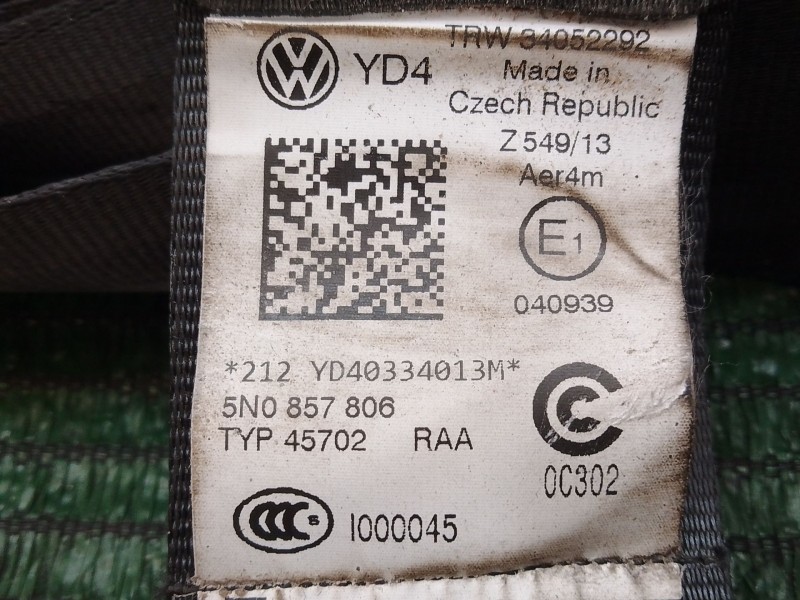 TRW 34052292
YD4
Made in
Czech Republic
Z 549/13
Aer4m
E1
040939
*212 YD40334013M*
5N0 857 806
TYP 45702 RAA
0C302
CCC S I000045